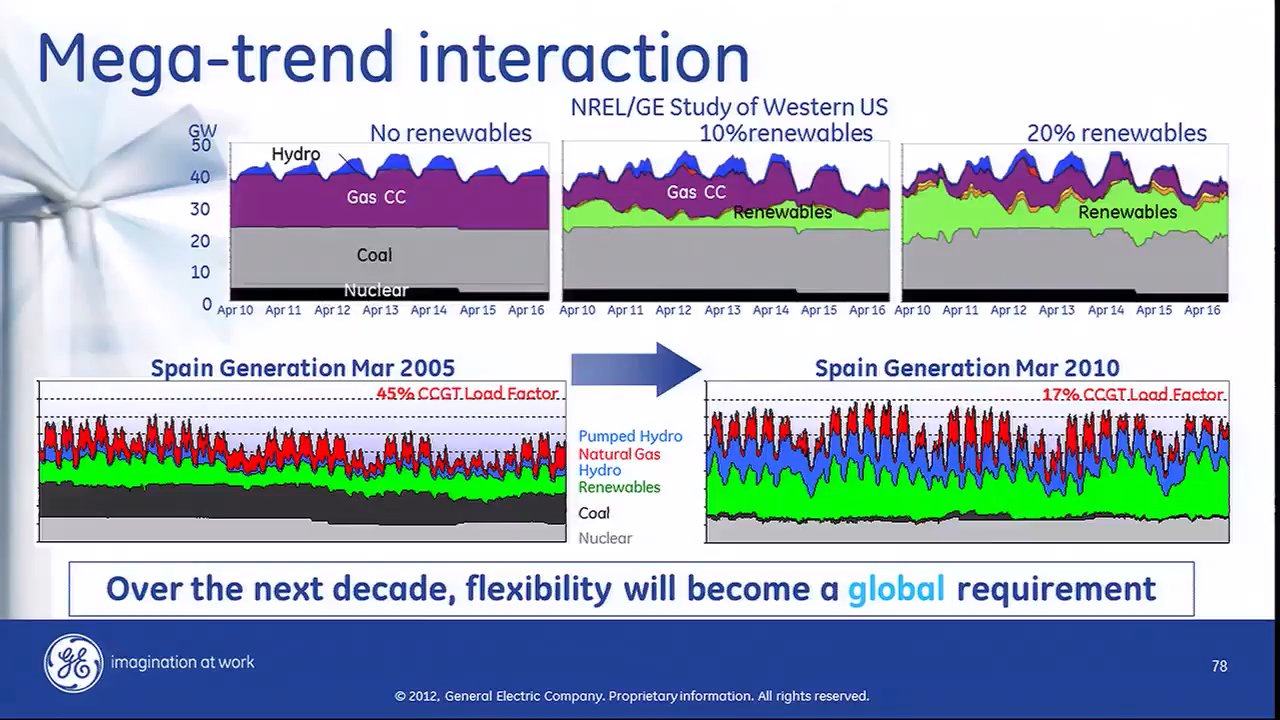 Mega-trend interaction
NREL/GE Study of Western US
GW
No renewables
10%renewables
20% renewables
50
40
30
20
10
0
Hydro
Gas CC
Coal
Nuclear
Apr 10 Apr 11 Apr 12 Apr 13 Apr 14 Apr 15 Apr 16
Gas CC
Renewables
Apr 10 Apr 11 Apr 12 Apr 13 Apr 14 Apr 15 Apr 16
Renewables
Apr 10 Apr 11 Apr 12 Apr 13 Apr 14 Apr 15 Apr 16
Spain Generation Mar 2005
45% CCGT Load Factor
Pumped Hydro
Natural Gas
Hydro
Renewables
Coal
Nuclear
Spain Generation Mar 2010
17% CCGT Load Factor
Over the next decade, flexibility will become a global requirement
GE
imagination at work
78
© 2012, General Electric Company. Proprietary information. All rights reserved.